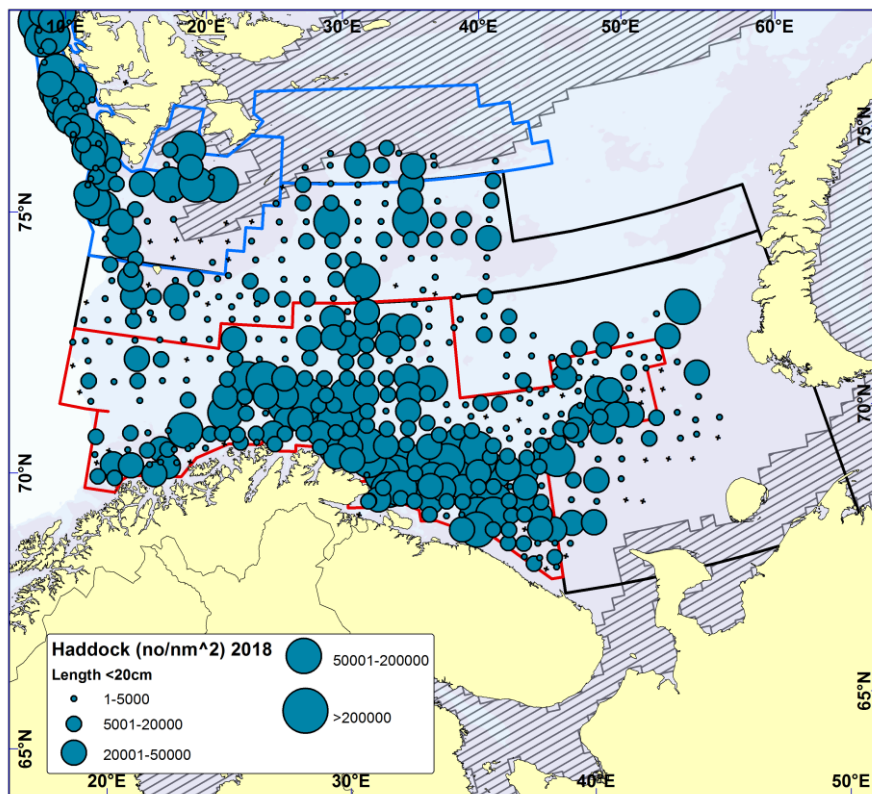 10°E 20°E 30°E 40°E 50°E 60°E
75°N
75°N
70°N
70°N
65°N
65°N
Haddock (no/nm^2) 2018
Length <20cm
1-5000
5001-20000
20001-50000
50001-200000
>200000
20°E 30°E 40°E 50°E